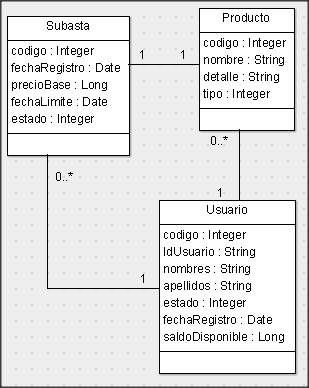 Subasta
codigo : Integer
fechaRegistro : Date
precioBase : Long
fechaLimite : Date
estado : Integer
1
1
Producto
codigo : Integer
nombre : String
detalle : String
tipo : Integer
0..*
0..*
1
1
Usuario
codigo : Integer
IdUsuario : String
nombres : String
apellidos : String
estado : Integer
fechaRegistro : Date
saldoDisponible : Long